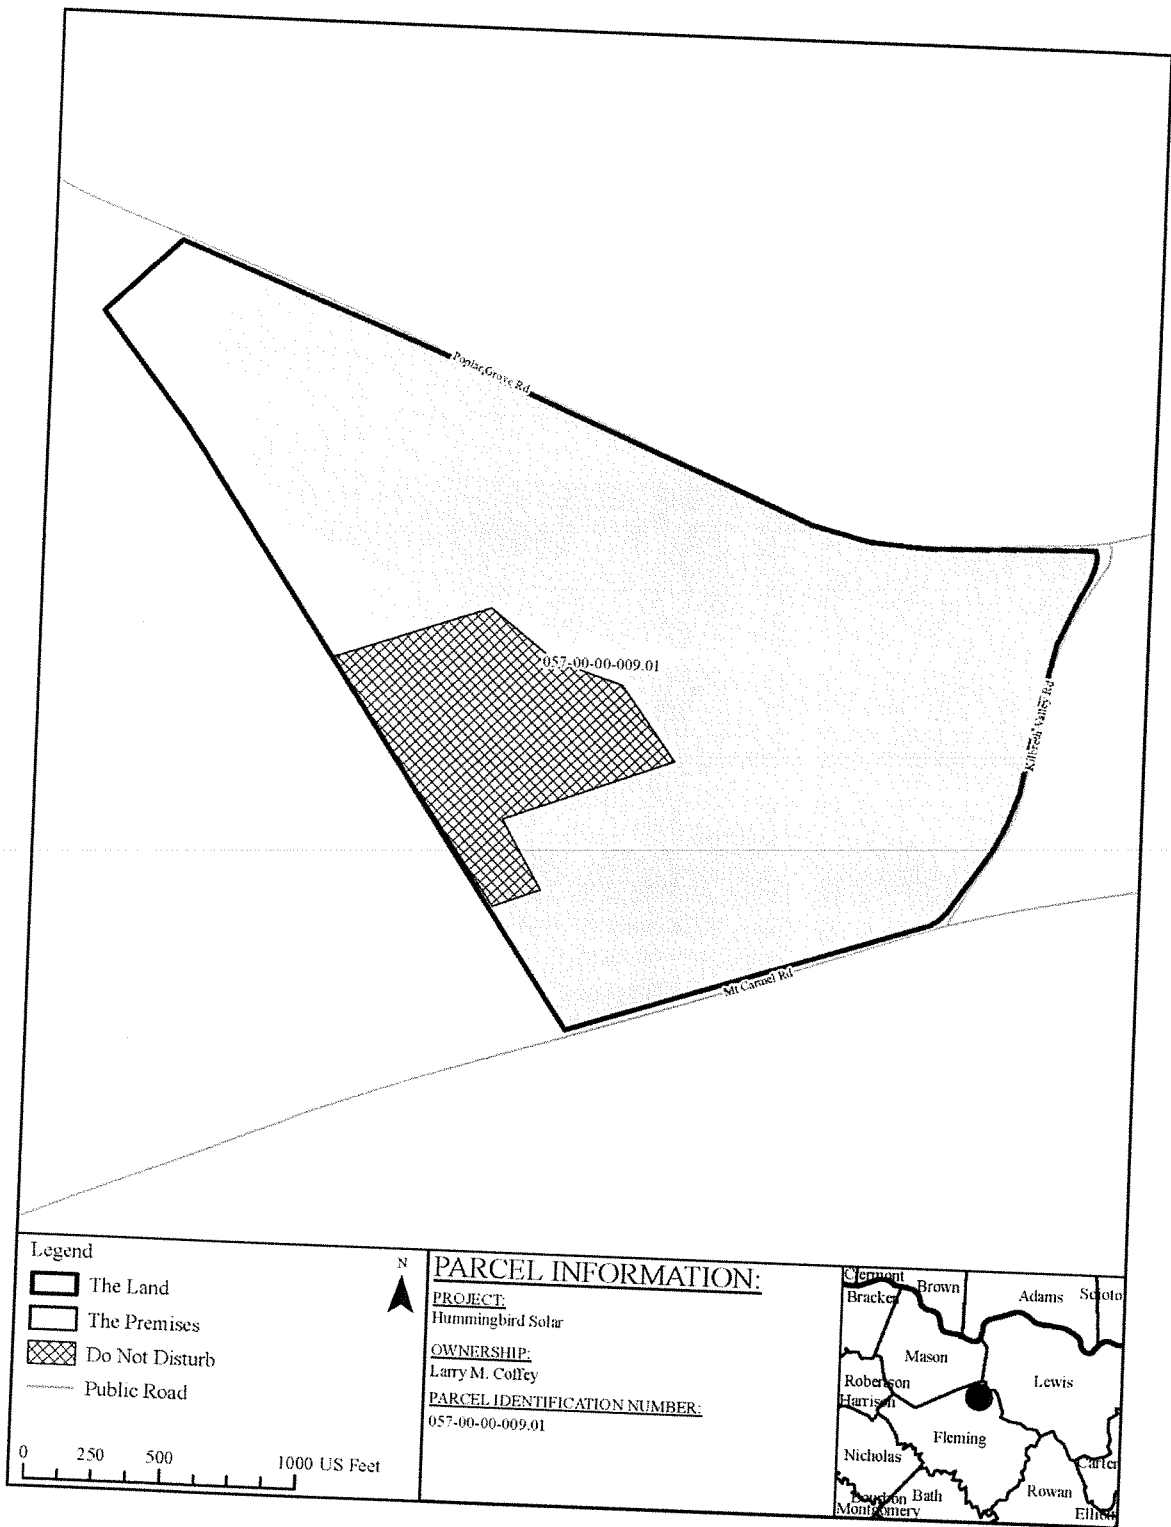 Poplar Grove Rd
057-00-00-009.01
Valley Rd
Mt Carmel Rd
Legend
The Land
The Premises
Do Not Disturb
Public Road
0 250 500 1000 US Feet
N
PARCEL INFORMATION:
PROJECT:
Hummingbird Solar
OWNERSHIP:
Larry M. Coffey
PARCEL IDENTIFICATION NUMBER:
057-00-00-009.01
Clermont
Brown
Adams
Scioto
Bracken
Mason
Lewis
Robertson
Harrison
Fleming
Nicholas
Carter
Bourbon
Bath
Rowan
Montgomery
Elliott